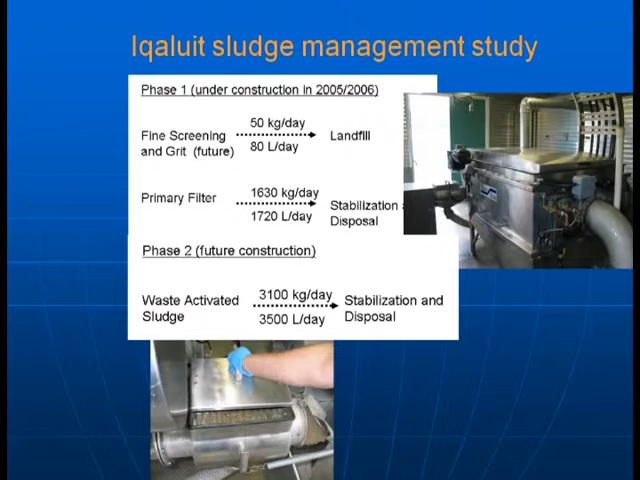 Iqaluit sludge management study
Phase 1 (under construction in 2005/2006)
Fine Screening
and Grit (future)
50 kg/day
80 L/day
Landfill
Primary Filter
1630 kg/day
1720 L/day
Stabilization
Disposal
Phase 2 (future construction)
Waste Activated
Sludge
3100 kg/day
3500 L/day
Stabilization and
Disposal